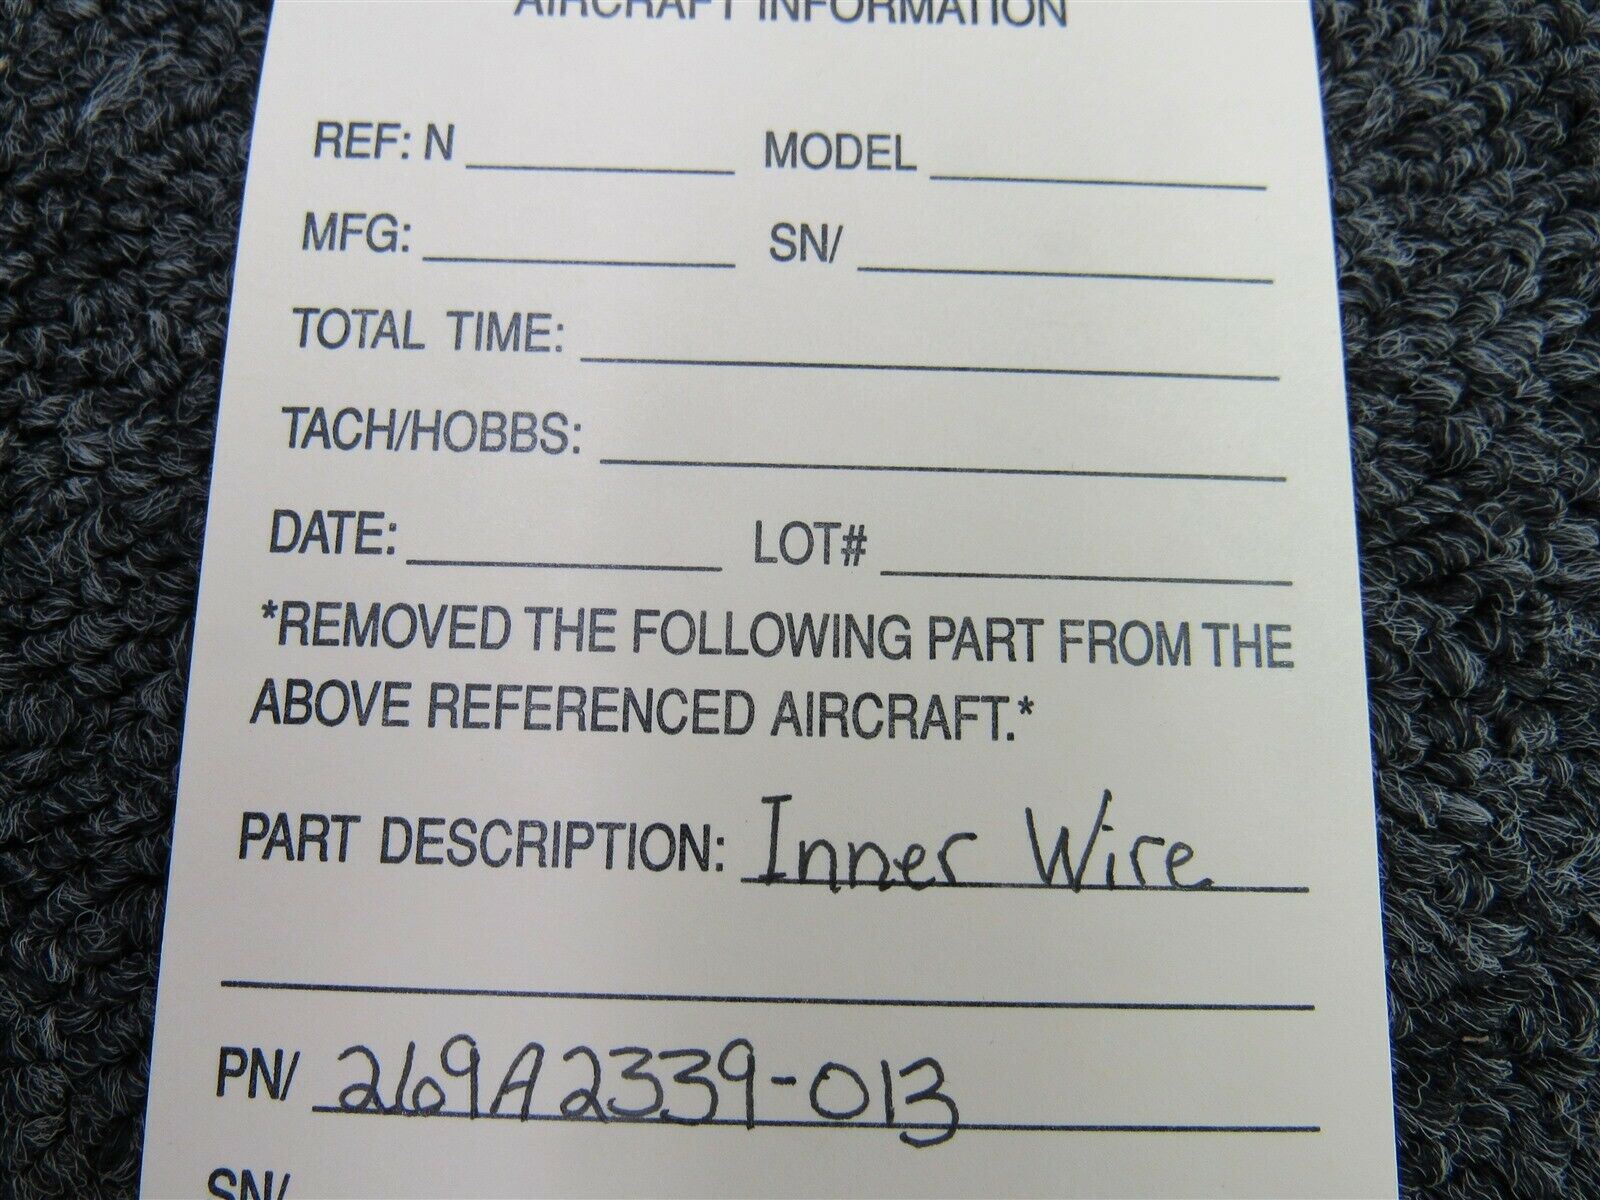 AIRCRAFT INFORMATION
REF: N MODEL
MFG: SN/
TOTAL TIME:
TACH/HOBBS:
DATE: LOT#
*REMOVED THE FOLLOWING PART FROM THE
ABOVE REFERENCED AIRCRAFT.*
PART DESCRIPTION: Inner Wire
PN/ 269A2339-013
SN/